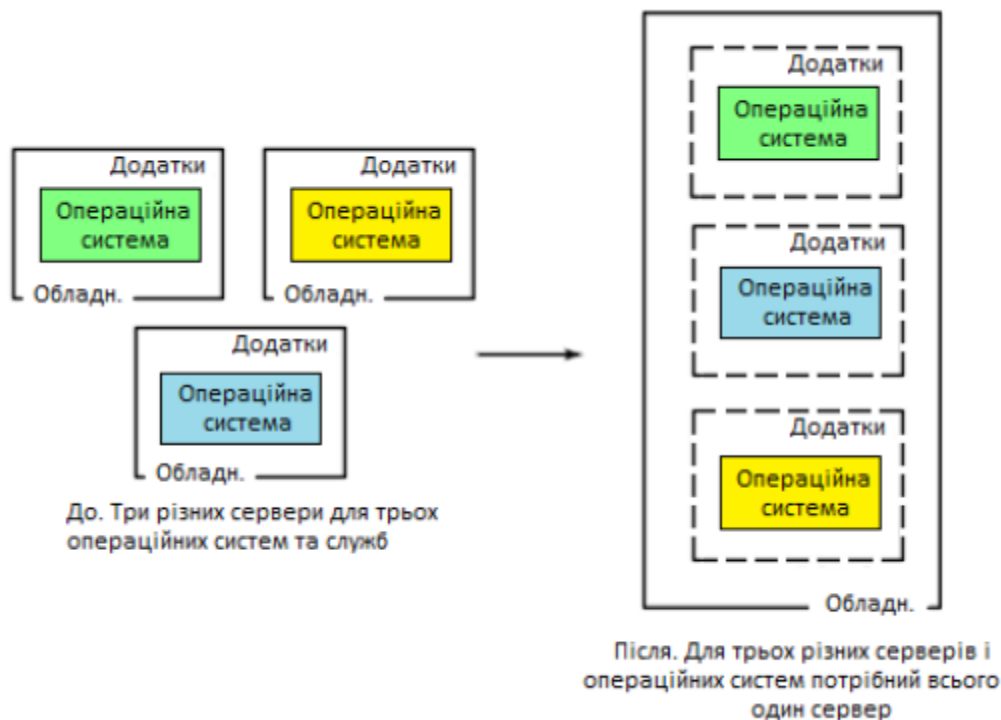 Додатки
Операційна
система
Обладн.
Додатки
Операційна
система
Обладн.
Додатки
Операційна
система
Обладн.
До. Три різних сервери для трьох
операційних систем та служб
Додатки
Операційна
система
Додатки
Операційна
система
Додатки
Операційна
система
Обладн.
Після. Для трьох різних серверів і
операційних систем потрібний всього
один сервер